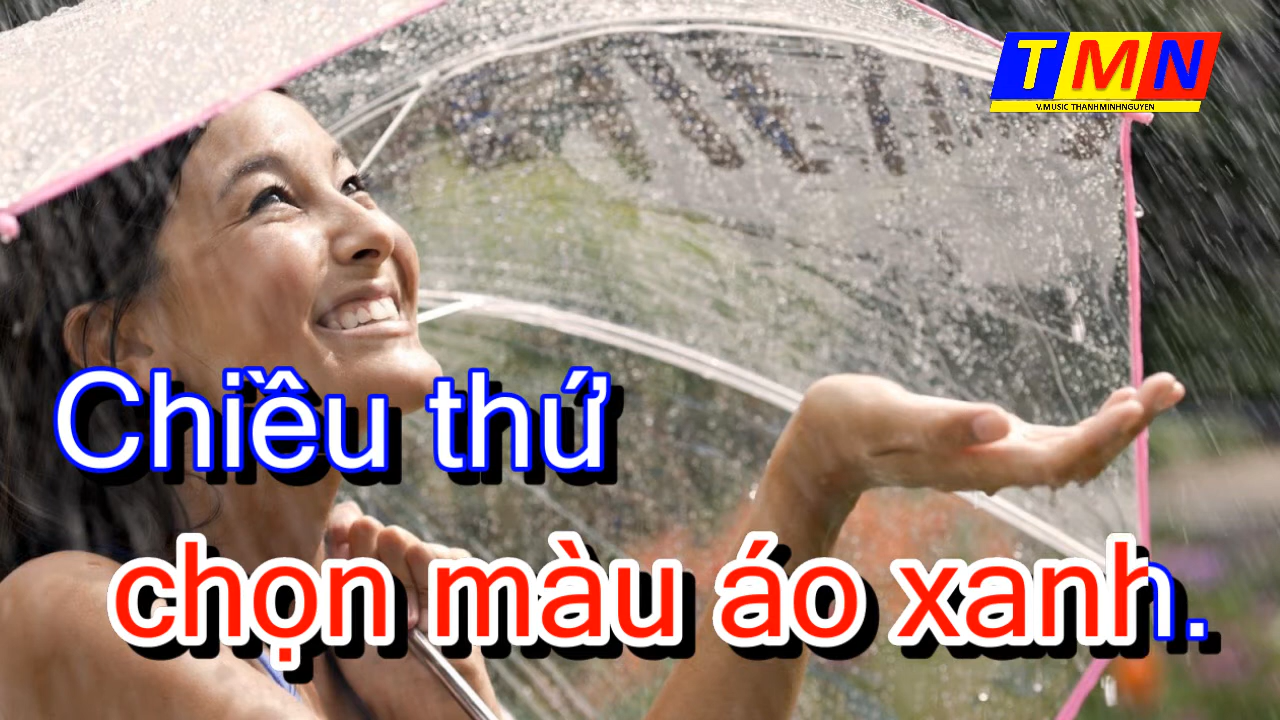 TMN
V.MUSIC THANHMINHNGUYEN
Chiều thứ
chọn màu áo xanh.